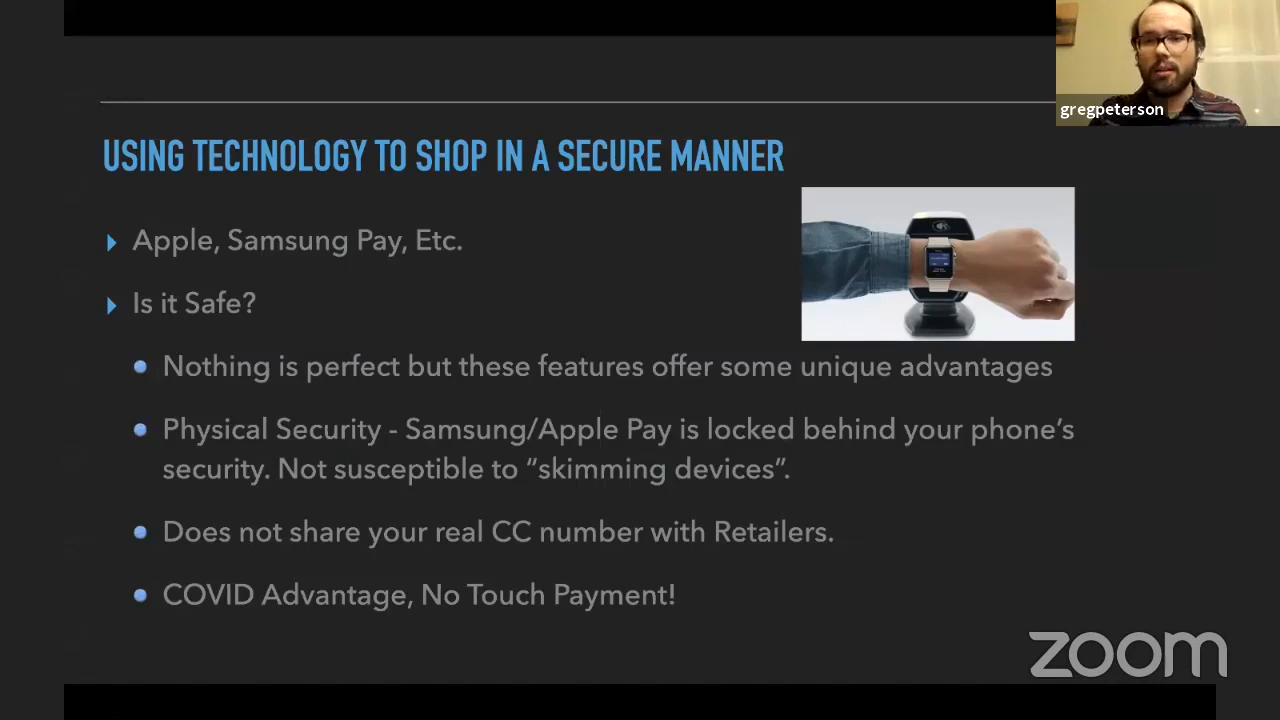 gregpeterson
USING TECHNOLOGY TO SHOP IN A SECURE MANNER
Apple, Samsung Pay, Etc.
Is it Safe?
Nothing is perfect but these features offer some unique advantages
Physical Security - Samsung/Apple Pay is locked behind your phone's
security. Not susceptible to “skimming devices”.
Does not share your real CC number with Retailers.
COVID Advantage, No Touch Payment!
zoom